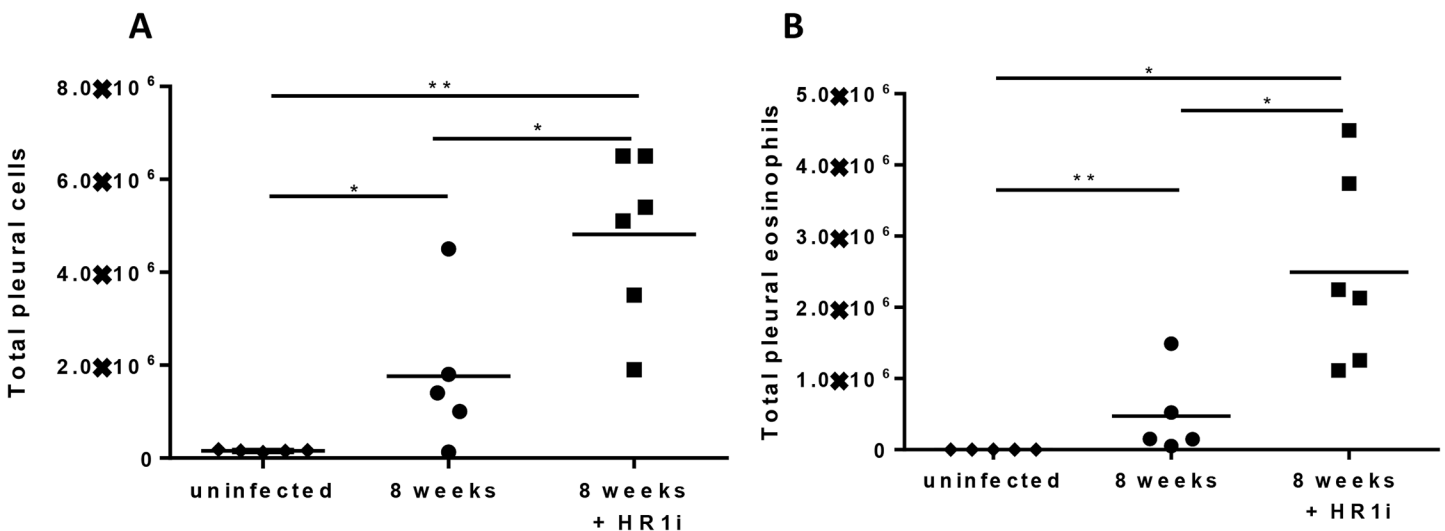 A
Total pleural cells
8.0✖10 6
6.0✖10 6
4.0✖10 6
2.0✖10 6
0
**
*
*
uninfected
8 weeks
8 weeks
+ HR1i
B
Total pleural eosinophils
5.0✖10 6
4.0✖10 6
3.0✖10 6
2.0✖10 6
1.0✖10 6
0
*
*
**
uninfected
8 weeks
8 weeks
+ HR1i